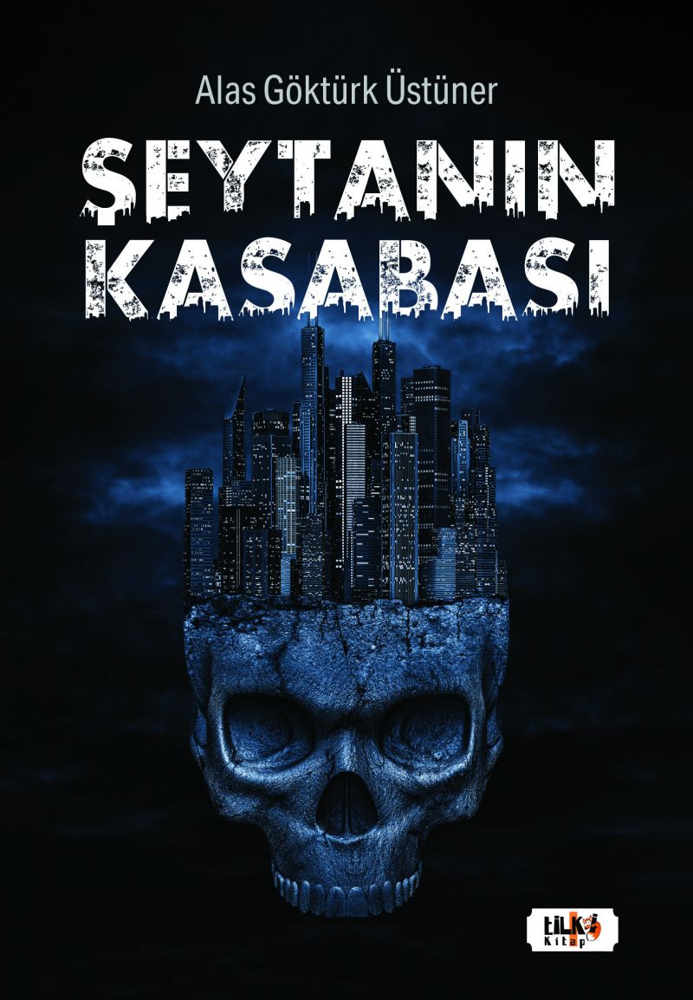 Alas Göktürk Üstüner
ŞEYTANIN
KASABASI
tiLKi
Kitap